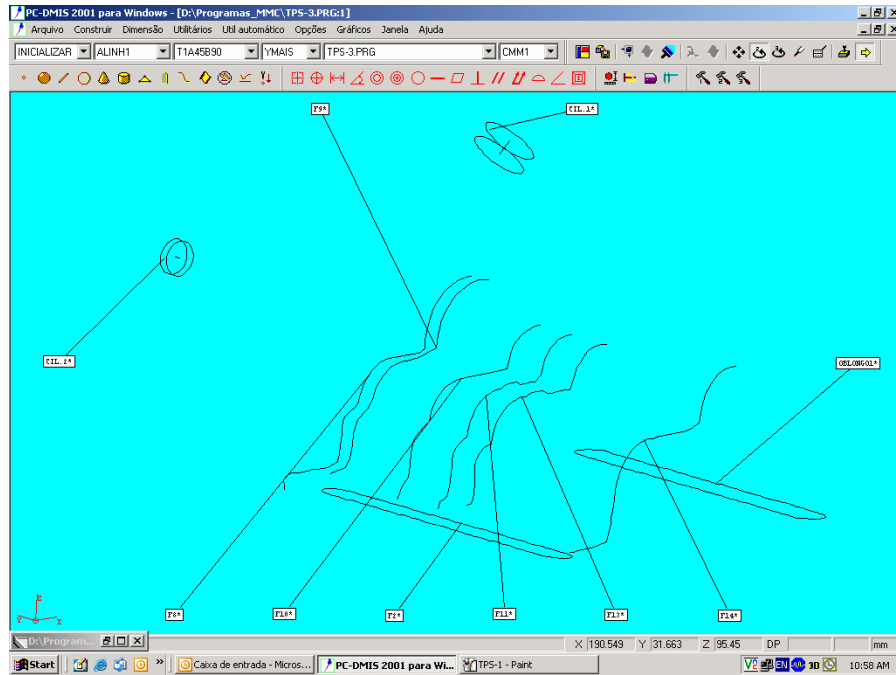 PC-DMIS 2001 para Windows - [D:\Programas_MMC\TPS-3.PRG:1]
Arquivo Construir Dimensão Utilitários Util automático Opções Gráficos Janela Ajuda
INICIALIZAR ALINH1 T1A45B90 YMAIS TPS-3.PRG CMM1
F9*
CIL.1*
CIL.2*
OBLONGO1*
F8*
F10*
F2*
F11*
F13*
F14*
Z
Y X
D:\Program...
X 190.549 Y 31.663 Z 95.45 DP mm
Start » Caixa de entrada - Micros... PC-DMIS 2001 para Wi... TPS-1 - Paint EN 3D 10:58 AM